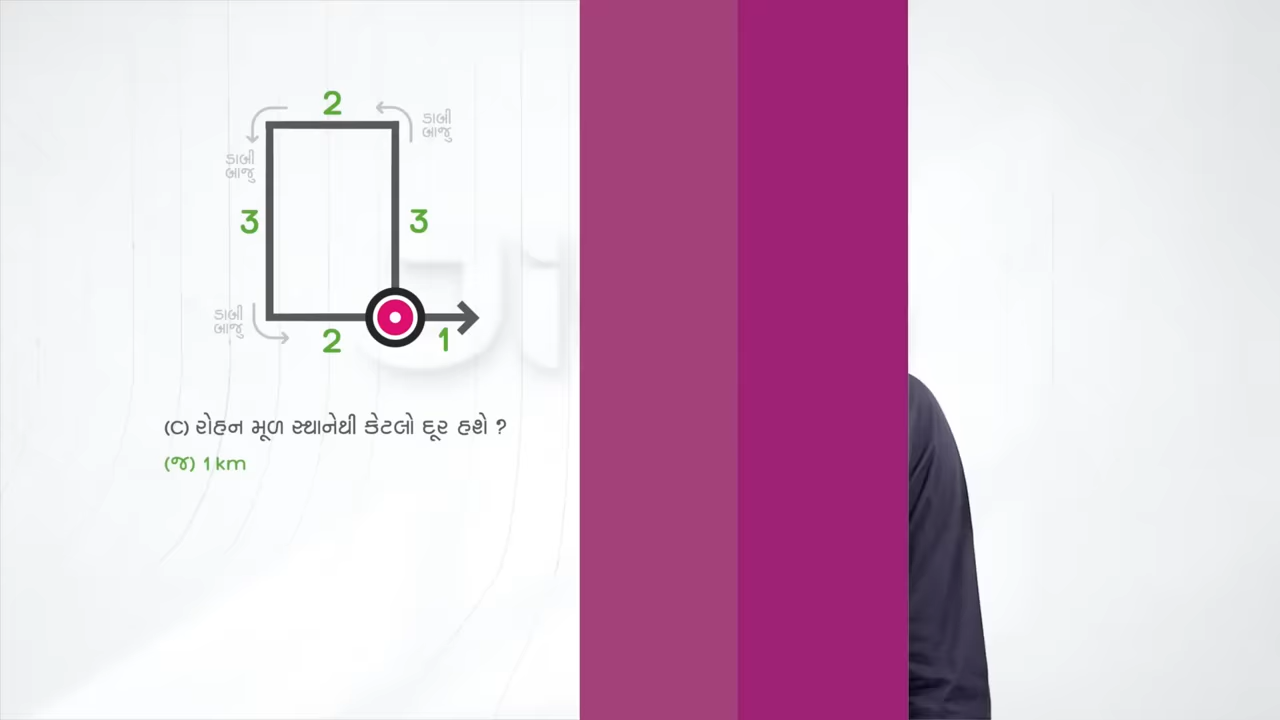 2
ડાબી
બાજુ
ડાબી
બાજુ
3
3
ડાબી
બાજુ
2
1
(C) રોહન મૂળ સ્થાનેથી કેટલો દૂર હશે ?
(જ) 1 km